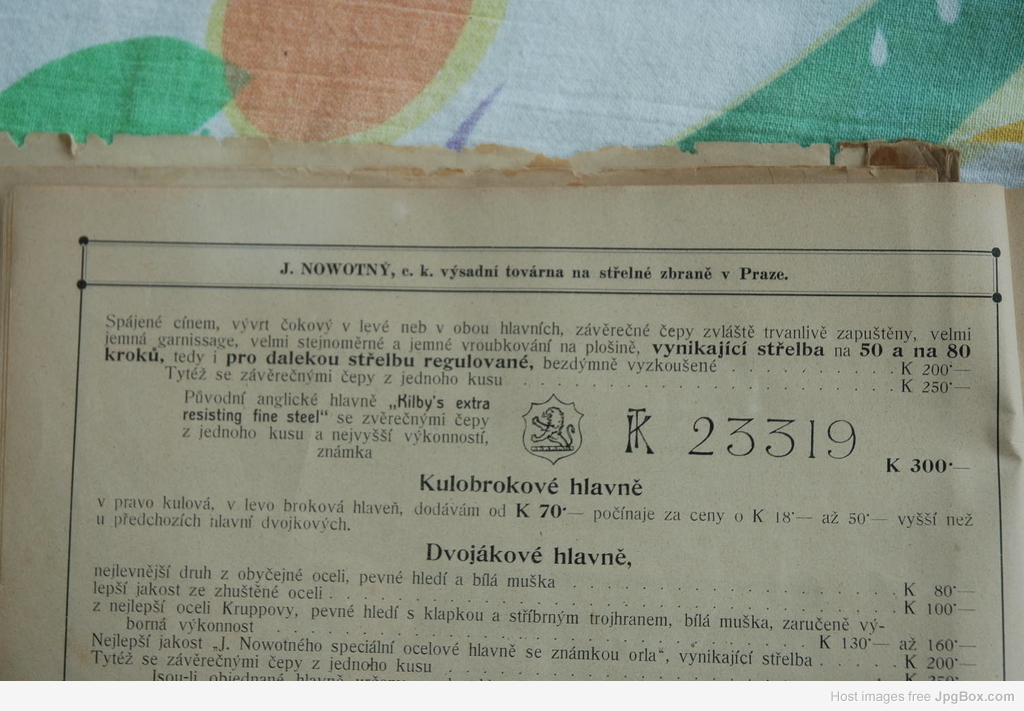 J. NOWOTNÝ, c. k. výsadní továrna na střelné zbraně v Praze.
Spájené cínem, vývrt čokový v levé neb v obou hlavních, závěrečné čepy zvláště trvanlivě zapuštěny, velmi
jemná garnissage, velmi stejnoměrné a jemné vroubkování na plošině, vynikající střelba na 50 a na 80
kroků, tedy i pro dalekou střelbu regulované, bezdýmně vyzkoušené . . . . . . . . . K 200·—
Tytéž se závěrečnými čepy z jednoho kusu . . . . . . . . . . . . . . . . . . . . K 250·—
Původní anglické hlavně „Kilby's extra
resisting fine steel" se zvěrečnými čepy
z jednoho kusu a nejvyšší výkonností,
známka
TK 23319
K 300·—
Kulobrokové hlavně
v pravo kulová, v levo broková hlaveň, dodávám od K 70·— počínaje za ceny o K 18·— až 50·— vyšší než
u předchozích hlavní dvojkových.
Dvojákové hlavně,
nejlevnější druh z obyčejné oceli, pevné hledí a bílá muška . . . . . . . . . . . . . . . K 80·—
lepší jakost ze zhuštěné oceli . . . . . . . . . . . . . . . . . . . . . . . . . . K 100·—
z nejlepší oceli Kruppovy, pevné hledí s klapkou a stříbrným trojhranem, bílá muška, zaručeně vý-
borná výkonnost . . . . . . . . . . . . . . . . . . . . . . K 130·— až 160·—
Nejlepší jakost „J. Nowotného speciální ocelové hlavně se známkou orla", vynikající střelba . . . . . K 200·—
Tytéž se závěrečnými čepy z jednoho kusu . . . . . . . . . . . . . . . . . . . . K 250·—
Jsou-li objednané hlavně
Host images free JpgBox.com